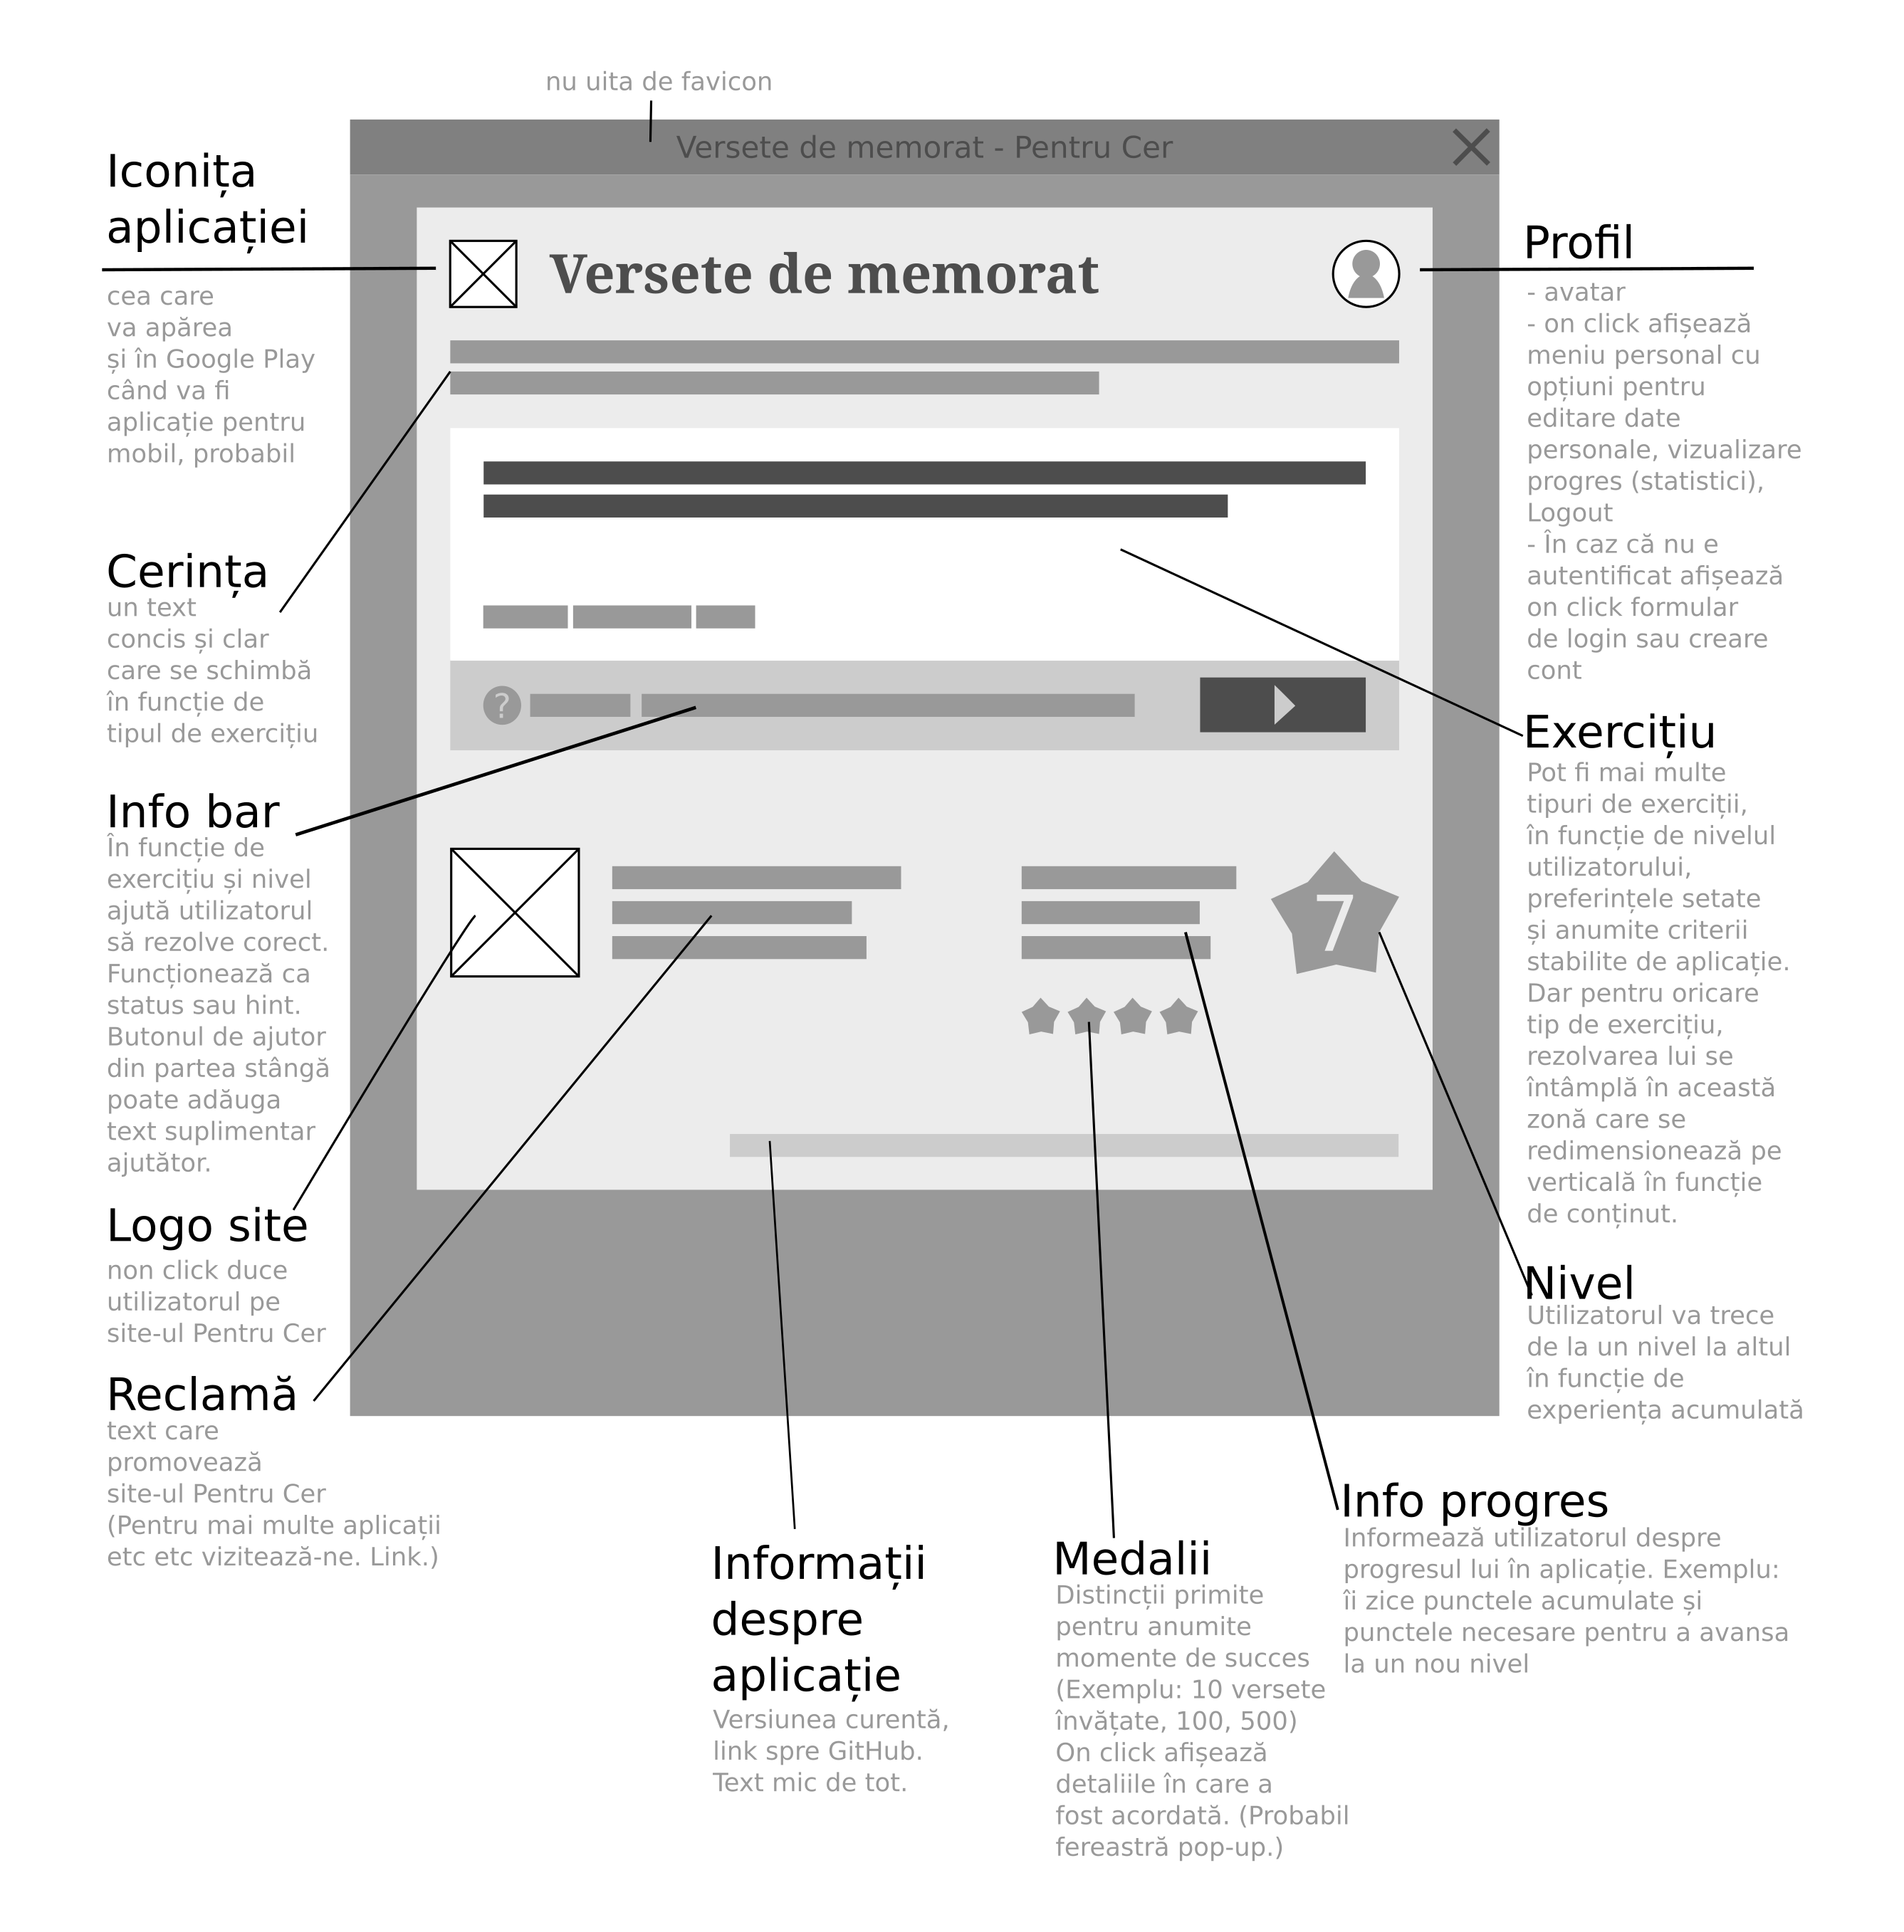 nu uita de favicon
Versete de memorat - Pentru Cer
Versete de memorat
Iconița
aplicației
cea care
va apărea
și în Google Play
când va fi
aplicație pentru
mobil, probabil
Cerința
un text
concis și clar
care se schimbă
în funcție de
tipul de exercițiu
Info bar
În funcție de
exercițiu și nivel
ajută utilizatorul
să rezolve corect.
Funcționează ca
status sau hint.
Butonul de ajutor
din partea stângă
poate adăuga
text suplimentar
ajutător.
Logo site
non click duce
utilizatorul pe
site-ul Pentru Cer
Reclamă
text care
promovează
site-ul Pentru Cer
(Pentru mai multe aplicații
etc etc vizitează-ne. Link.)
?
7
Profil
- avatar
- on click afișează
meniu personal cu
opțiuni pentru
editare date
personale, vizualizare
progres (statistici),
Logout
- În caz că nu e
autentificat afișează
on click formular
de login sau creare
cont
Exercițiu
Pot fi mai multe
tipuri de exerciții,
în funcție de nivelul
utilizatorului,
preferințele setate
și anumite criterii
stabilite de aplicație.
Dar pentru oricare
tip de exercițiu,
rezolvarea lui se
întâmplă în această
zonă care se
redimensionează pe
verticală în funcție
de conținut.
Nivel
Utilizatorul va trece
de la un nivel la altul
în funcție de
experiența acumulată
Informații
despre
aplicație
Versiunea curentă,
link spre GitHub.
Text mic de tot.
Medalii
Distincții primite
pentru anumite
momente de succes
(Exemplu: 10 versete
învățate, 100, 500)
On click afișează
detaliile în care a
fost acordată. (Probabil
fereastră pop-up.)
Info progres
Informează utilizatorul despre
progresul lui în aplicație. Exemplu:
îi zice punctele acumulate și
punctele necesare pentru a avansa
la un nou nivel